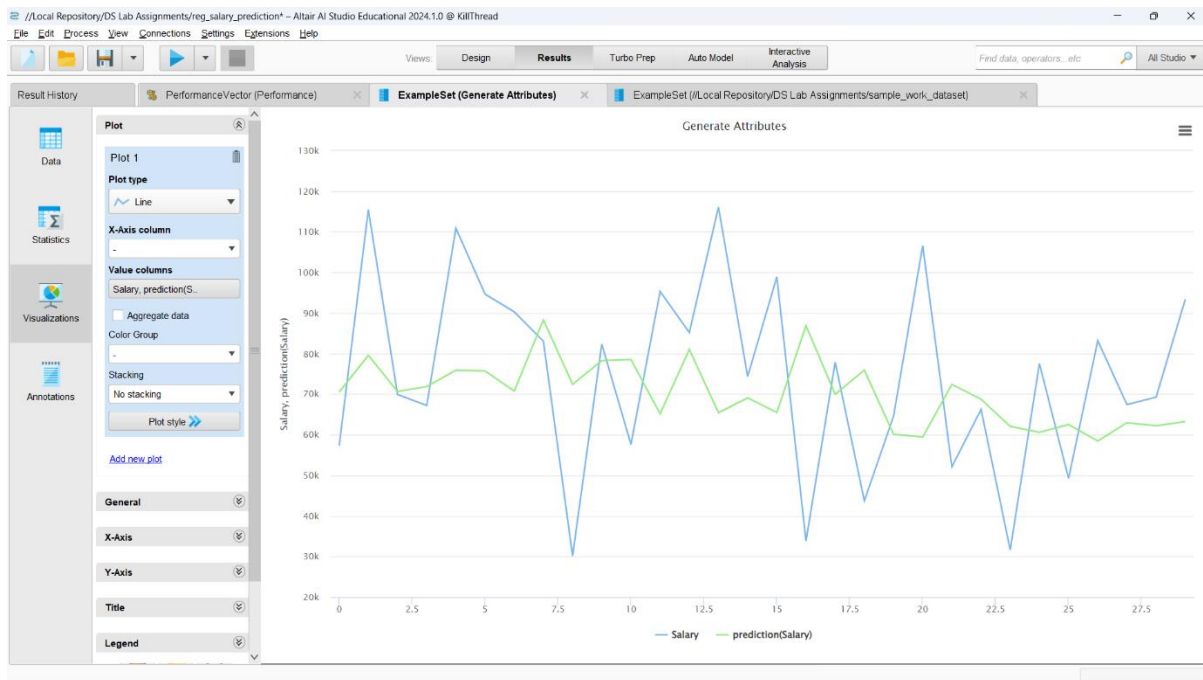 //Local Repository/DS Lab Assignments/reg_salary_prediction* – Altair AI Studio Educational 2024.1.0 @ KillThread
File Edit Process View Connections Settings Extensions Help
Views: Design Results Turbo Prep Auto Model Interactive Analysis Find data, operators...etc All Studio
Result History PerformanceVector (Performance) ExampleSet (Generate Attributes) ExampleSet (//Local Repository/DS Lab Assignments/sample_work_dataset)
Data
Statistics
Visualizations
Annotations
Plot
Plot 1
Plot type
Line
X-Axis column
-
Value columns
Salary, prediction(S..
Aggregate data
Color Group
-
Stacking
No stacking
Plot style
Add new plot
General
X-Axis
Y-Axis
Title
Legend
Generate Attributes
Salary, prediction(Salary)
130k
120k
110k
100k
90k
80k
70k
60k
50k
40k
30k
20k
0 2.5 5 7.5 10 12.5 15 17.5 20 22.5 25 27.5
Salary prediction(Salary)